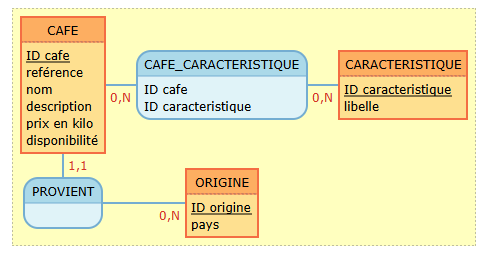 CAFE
ID cafe
reférence
nom
description
prix en kilo
disponibilité
0,N
CAFE_CARACTERISTIQUE
ID cafe
ID caracteristique
0,N
CARACTERISTIQUE
ID caracteristique
libelle
1,1
PROVIENT
0,N
ORIGINE
ID origine
pays